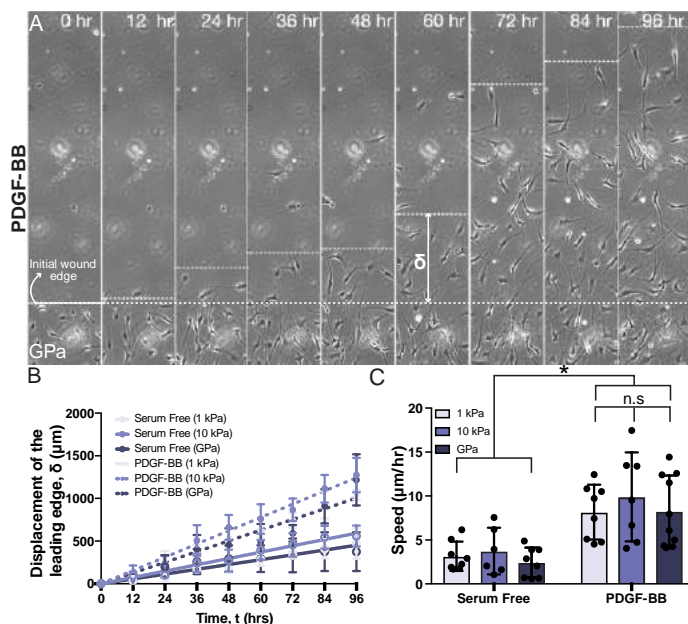 A
0 hr 12 hr 24 hr 36 hr 48 hr 60 hr 72 hr 84 hr 96 hr
PDGF-BB
Initial wound
edge
δ
GPa
B
Displacement of the
leading edge, δ (μm)
2000
1500
1000
500
0
Serum Free (1 kPa)
Serum Free (10 kPa)
Serum Free (GPa)
PDGF-BB (1 kPa)
PDGF-BB (10 kPa)
PDGF-BB (GPa)
0 12 24 36 48 60 72 84 96
Time, t (hrs)
C
Speed (μm/hr)
20
15
10
5
0
1 kPa
10 kPa
GPa
*
n.s
Serum Free PDGF-BB